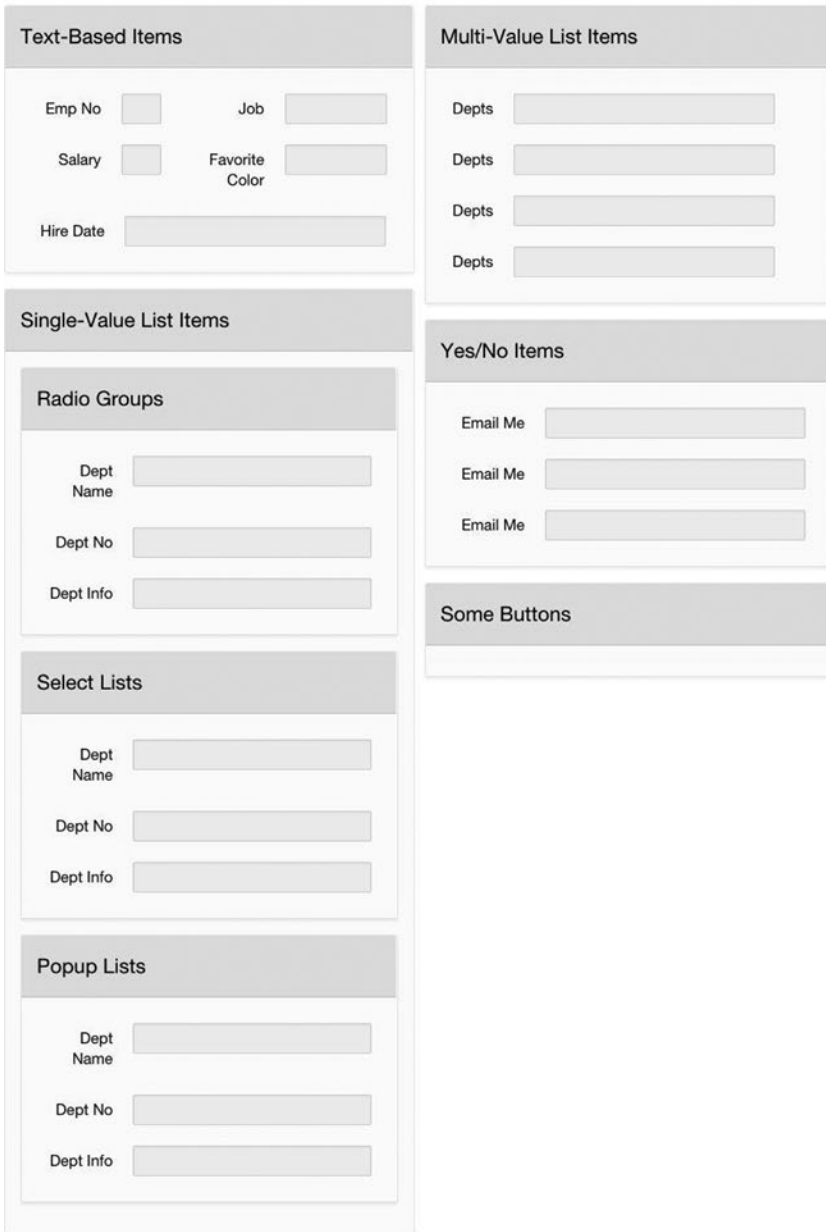 Text-Based Items
Emp No
Job
Salary
Favorite
Color
Hire Date
Single-Value List Items
Radio Groups
Dept
Name
Dept No
Dept Info
Select Lists
Dept
Name
Dept No
Dept Info
Popup Lists
Dept
Name
Dept No
Dept Info
Multi-Value List Items
Depts
Depts
Depts
Depts
Yes/No Items
Email Me
Email Me
Email Me
Some Buttons